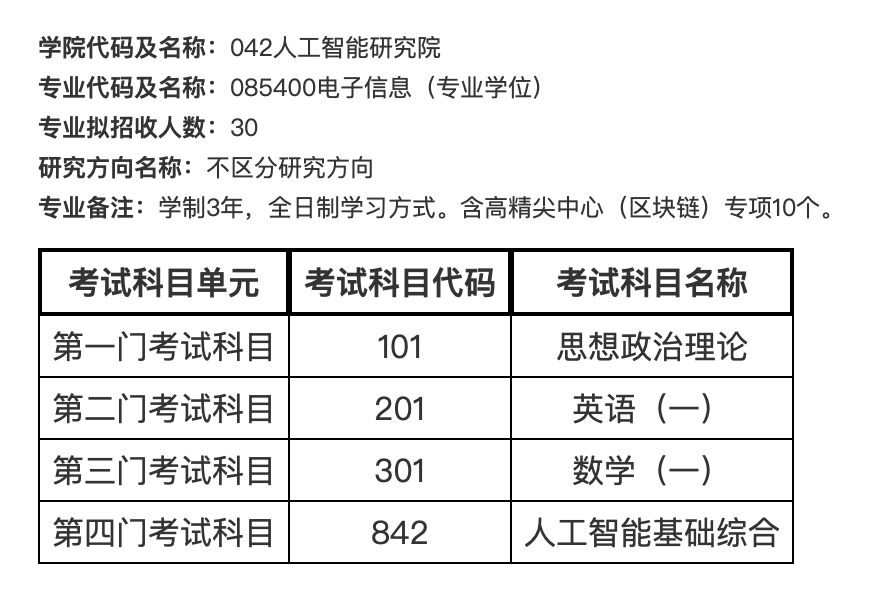 学院代码及名称：042人工智能研究院
专业代码及名称：085400电子信息（专业学位）
专业拟招收人数：30
研究方向名称：不区分研究方向
专业备注：学制3年，全日制学习方式。含高精尖中心（区块链）专项10个。
考试科目单元 考试科目代码 考试科目名称
第一门考试科目 101 思想政治理论
第二门考试科目 201 英语（一）
第三门考试科目 301 数学（一）
第四门考试科目 842 人工智能基础综合